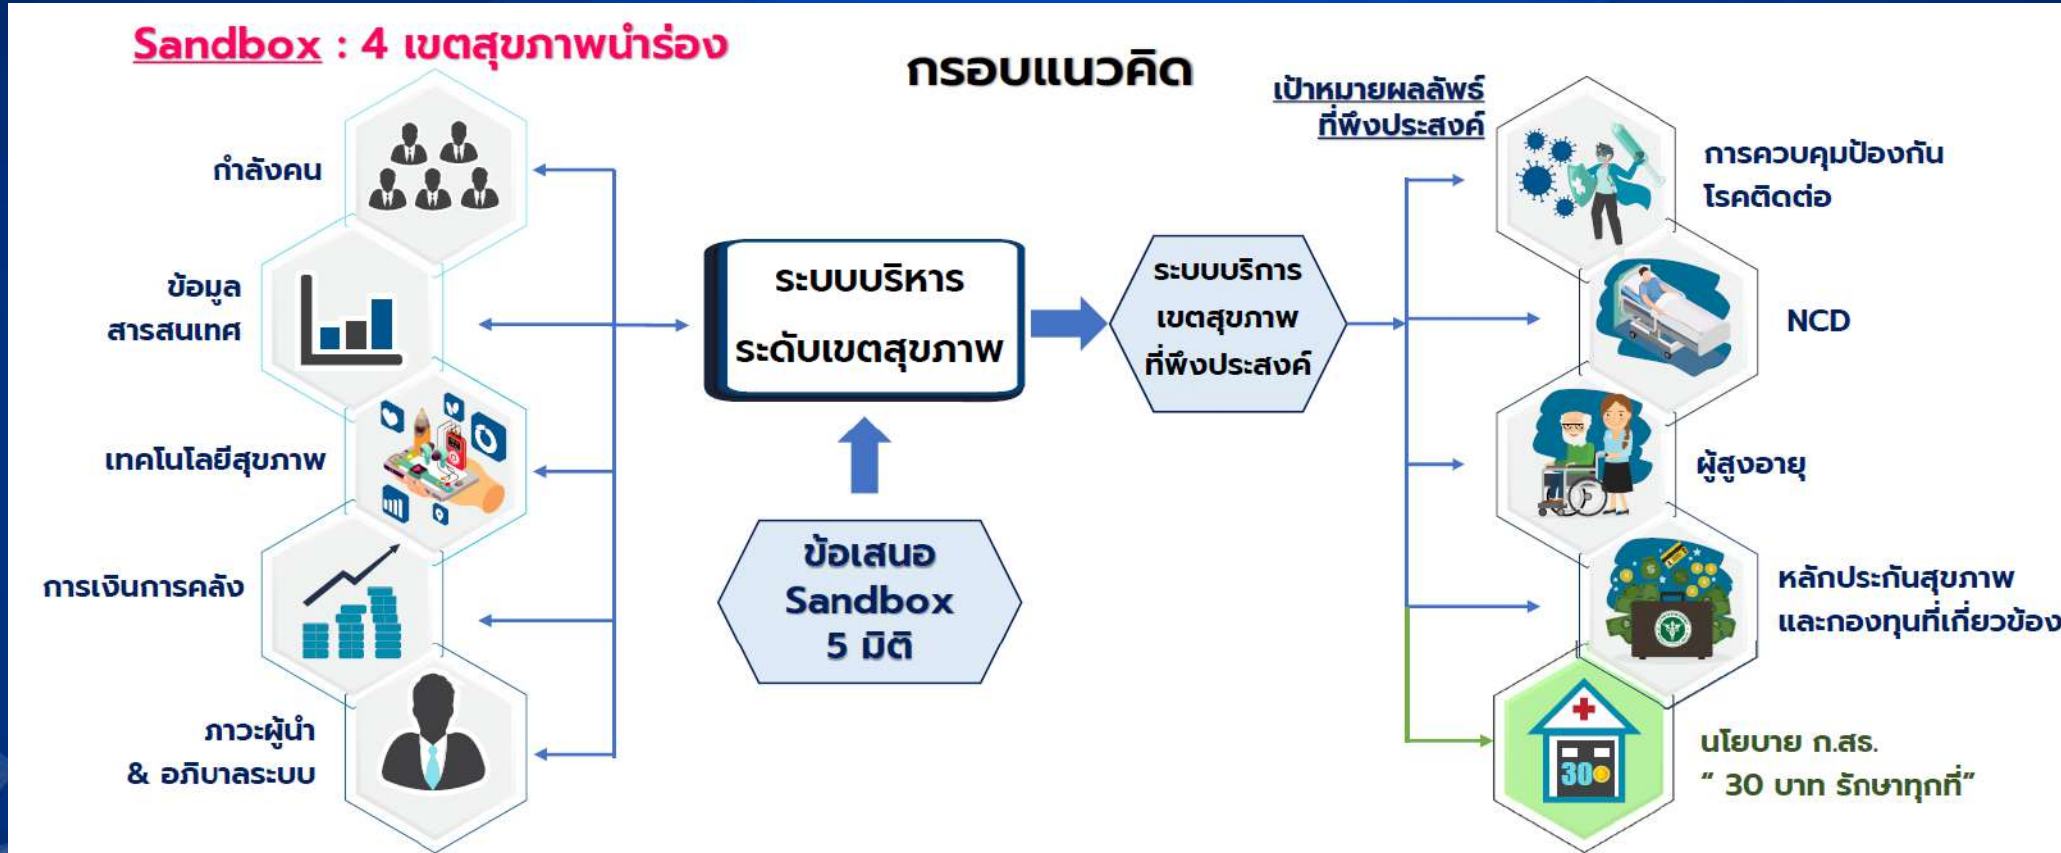 Sandbox : 4 เขตสุขภาพนำร่อง
กรอบแนวคิด
กำลังคน
ข้อมูล
สารสนเทศ
เทคโนโลยีสุขภาพ
การเงินการคลัง
ภาวะผู้นำ
& อภิบาลระบบ
ระบบบริหาร
ระดับเขตสุขภาพ
ข้อเสนอ
Sandbox
5 มิติ
ระบบบริการ
เขตสุขภาพ
ที่พึงประสงค์
เป้าหมายผลลัพธ์
ที่พึงประสงค์
การควบคุมป้องกัน
โรคติดต่อ
NCD
ผู้สูงอายุ
หลักประกันสุขภาพ
และกองทุนที่เกี่ยวข้อง
30
นโยบาย ก.สธ.
“ 30 บาท รักษาทุกที่”